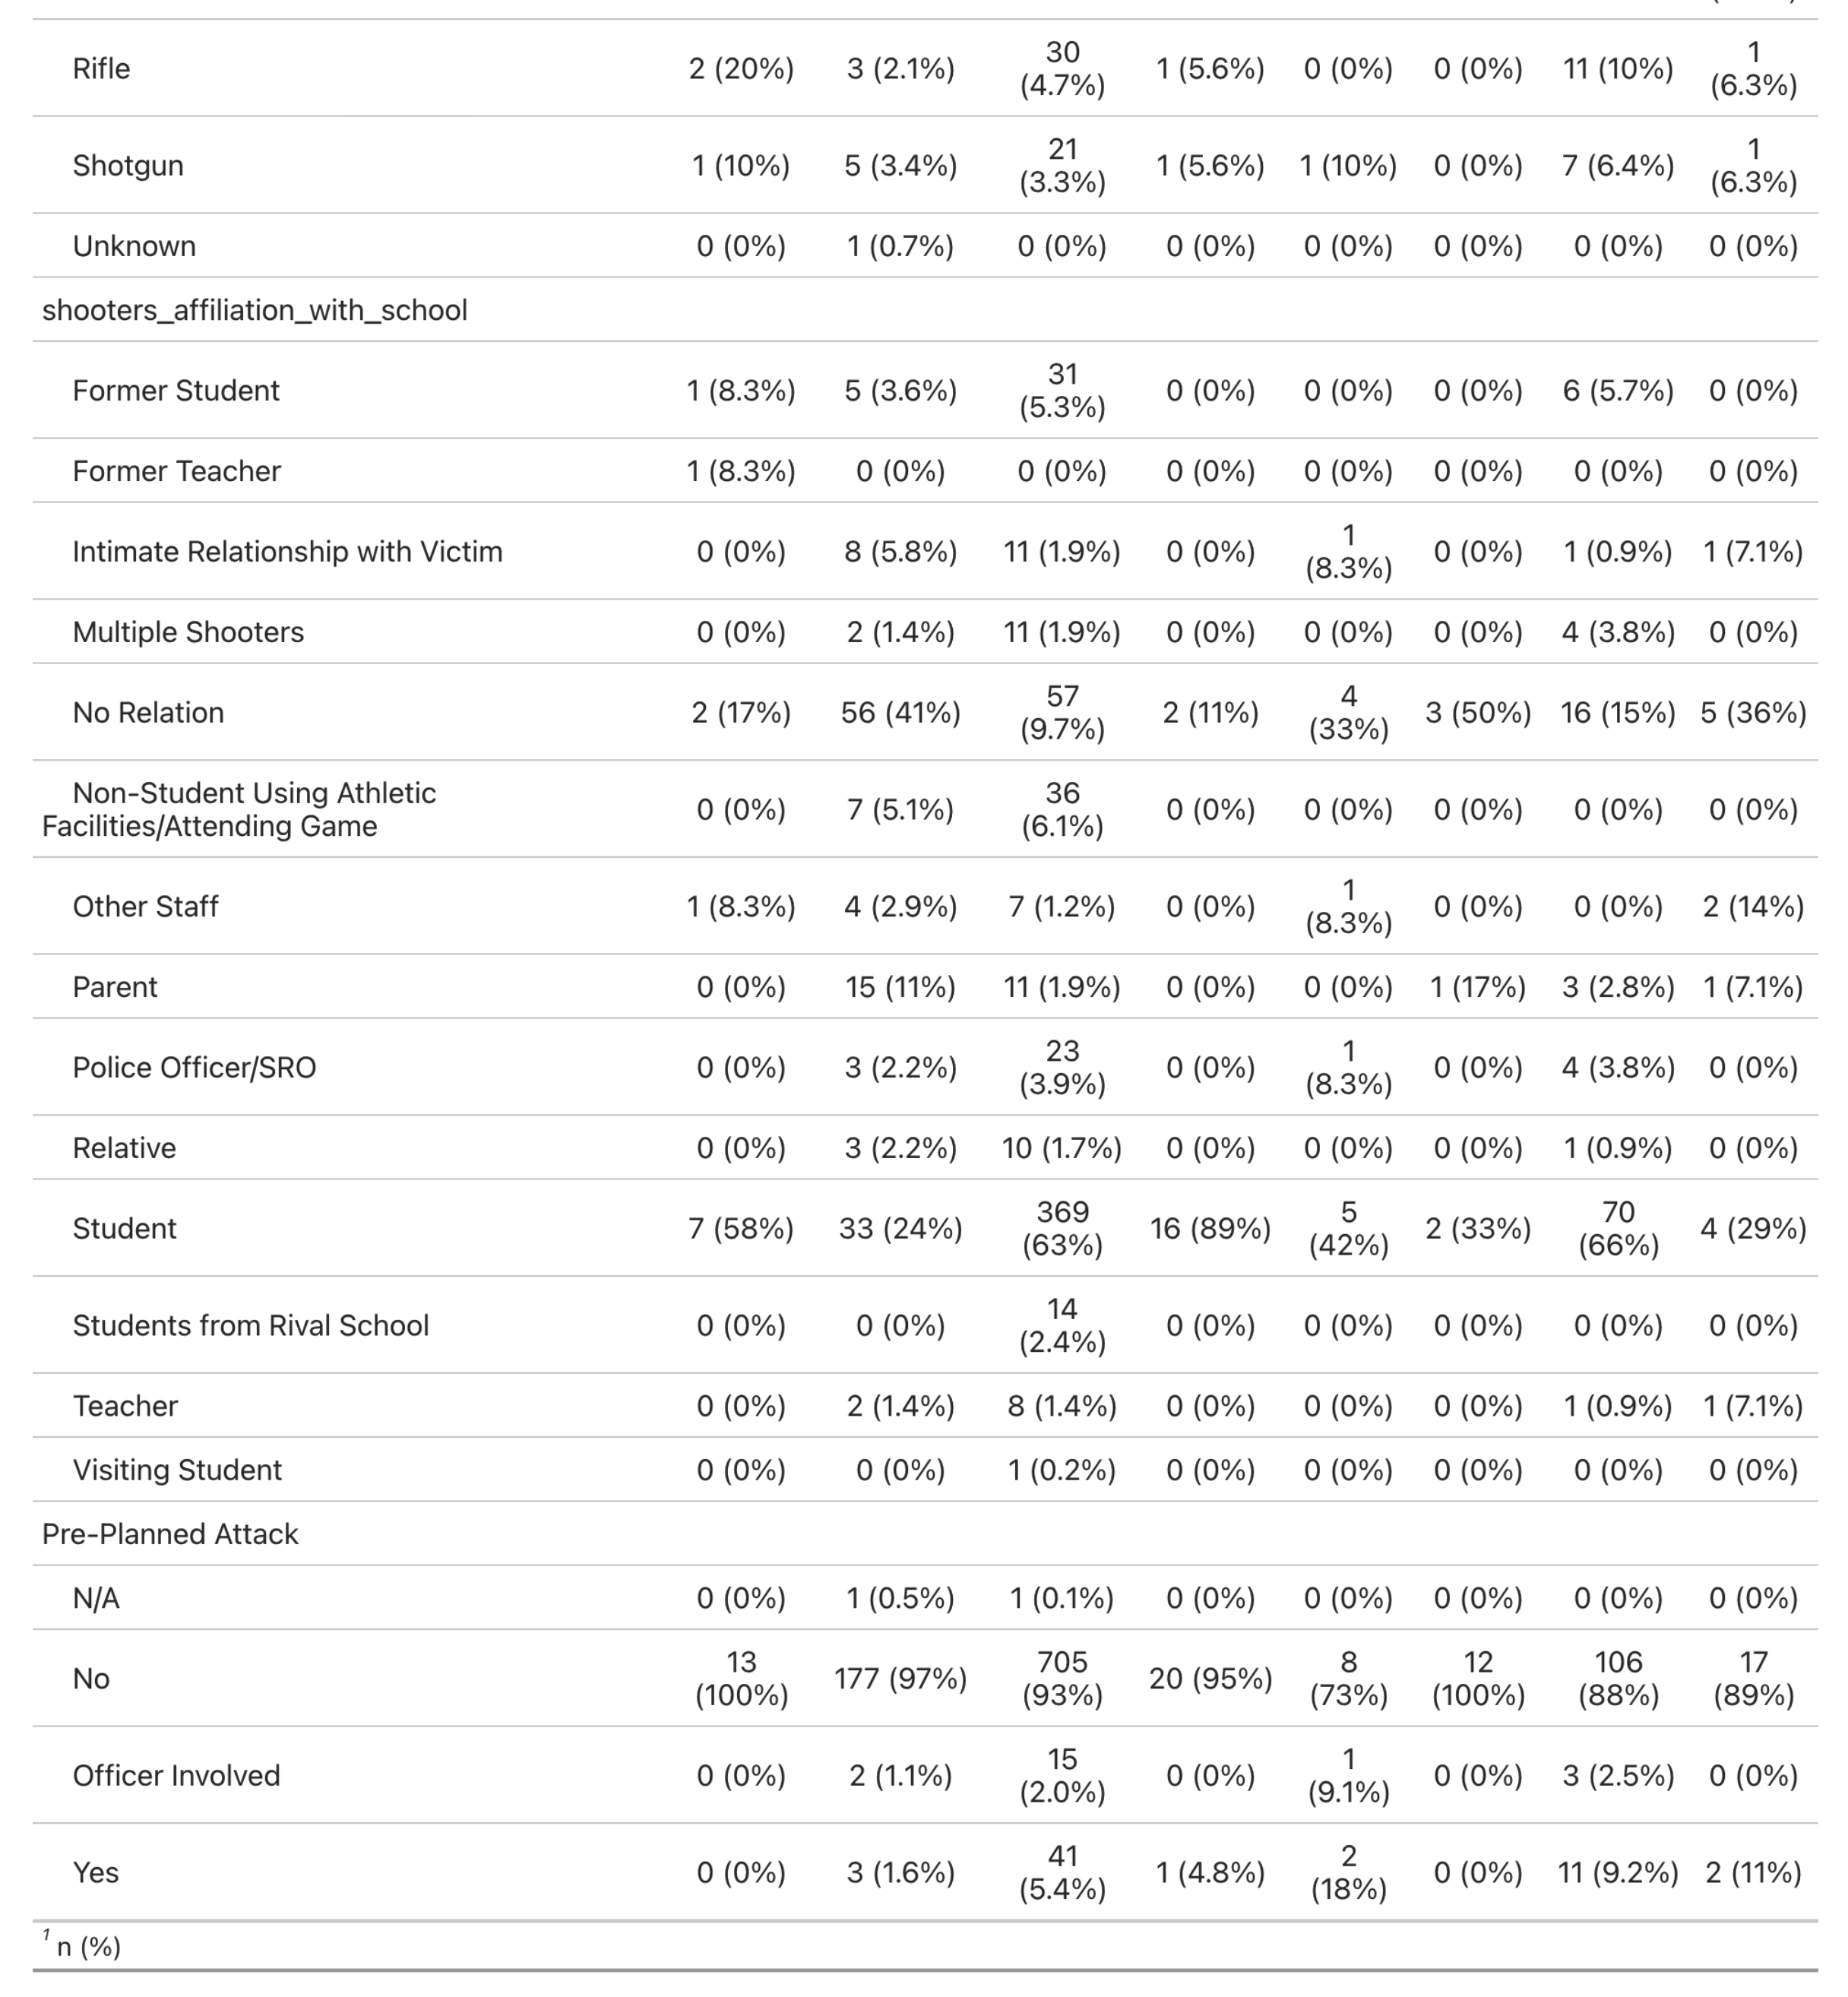 Rifle 2 (20%) 3 (2.1%) 30 (4.7%) 1 (5.6%) 0 (0%) 0 (0%) 11 (10%) 1 (6.3%)
Shotgun 1 (10%) 5 (3.4%) 21 (3.3%) 1 (5.6%) 1 (10%) 0 (0%) 7 (6.4%) 1 (6.3%)
Unknown 0 (0%) 1 (0.7%) 0 (0%) 0 (0%) 0 (0%) 0 (0%) 0 (0%) 0 (0%)
shooters_affiliation_with_school
Former Student 1 (8.3%) 5 (3.6%) 31 (5.3%) 0 (0%) 0 (0%) 0 (0%) 6 (5.7%) 0 (0%)
Former Teacher 1 (8.3%) 0 (0%) 0 (0%) 0 (0%) 0 (0%) 0 (0%) 0 (0%) 0 (0%)
Intimate Relationship with Victim 0 (0%) 8 (5.8%) 11 (1.9%) 0 (0%) 1 (8.3%) 0 (0%) 1 (0.9%) 1 (7.1%)
Multiple Shooters 0 (0%) 2 (1.4%) 11 (1.9%) 0 (0%) 0 (0%) 0 (0%) 4 (3.8%) 0 (0%)
No Relation 2 (17%) 56 (41%) 57 (9.7%) 2 (11%) 4 (33%) 3 (50%) 16 (15%) 5 (36%)
Non-Student Using Athletic
Facilities/Attending Game 0 (0%) 7 (5.1%) 36 (6.1%) 0 (0%) 0 (0%) 0 (0%) 0 (0%) 0 (0%)
Other Staff 1 (8.3%) 4 (2.9%) 7 (1.2%) 0 (0%) 1 (8.3%) 0 (0%) 0 (0%) 2 (14%)
Parent 0 (0%) 15 (11%) 11 (1.9%) 0 (0%) 0 (0%) 1 (17%) 3 (2.8%) 1 (7.1%)
Police Officer/SRO 0 (0%) 3 (2.2%) 23 (3.9%) 0 (0%) 1 (8.3%) 0 (0%) 4 (3.8%) 0 (0%)
Relative 0 (0%) 3 (2.2%) 10 (1.7%) 0 (0%) 0 (0%) 0 (0%) 1 (0.9%) 0 (0%)
Student 7 (58%) 33 (24%) 369 (63%) 16 (89%) 5 (42%) 2 (33%) 70 (66%) 4 (29%)
Students from Rival School 0 (0%) 0 (0%) 14 (2.4%) 0 (0%) 0 (0%) 0 (0%) 0 (0%) 0 (0%)
Teacher 0 (0%) 2 (1.4%) 8 (1.4%) 0 (0%) 0 (0%) 0 (0%) 1 (0.9%) 1 (7.1%)
Visiting Student 0 (0%) 0 (0%) 1 (0.2%) 0 (0%) 0 (0%) 0 (0%) 0 (0%) 0 (0%)
Pre-Planned Attack
N/A 0 (0%) 1 (0.5%) 1 (0.1%) 0 (0%) 0 (0%) 0 (0%) 0 (0%) 0 (0%)
No 13 (100%) 177 (97%) 705 (93%) 20 (95%) 8 (73%) 12 (100%) 106 (88%) 17 (89%)
Officer Involved 0 (0%) 2 (1.1%) 15 (2.0%) 0 (0%) 1 (9.1%) 0 (0%) 3 (2.5%) 0 (0%)
Yes 0 (0%) 3 (1.6%) 41 (5.4%) 1 (4.8%) 2 (18%) 0 (0%) 11 (9.2%) 2 (11%)
1 n (%)